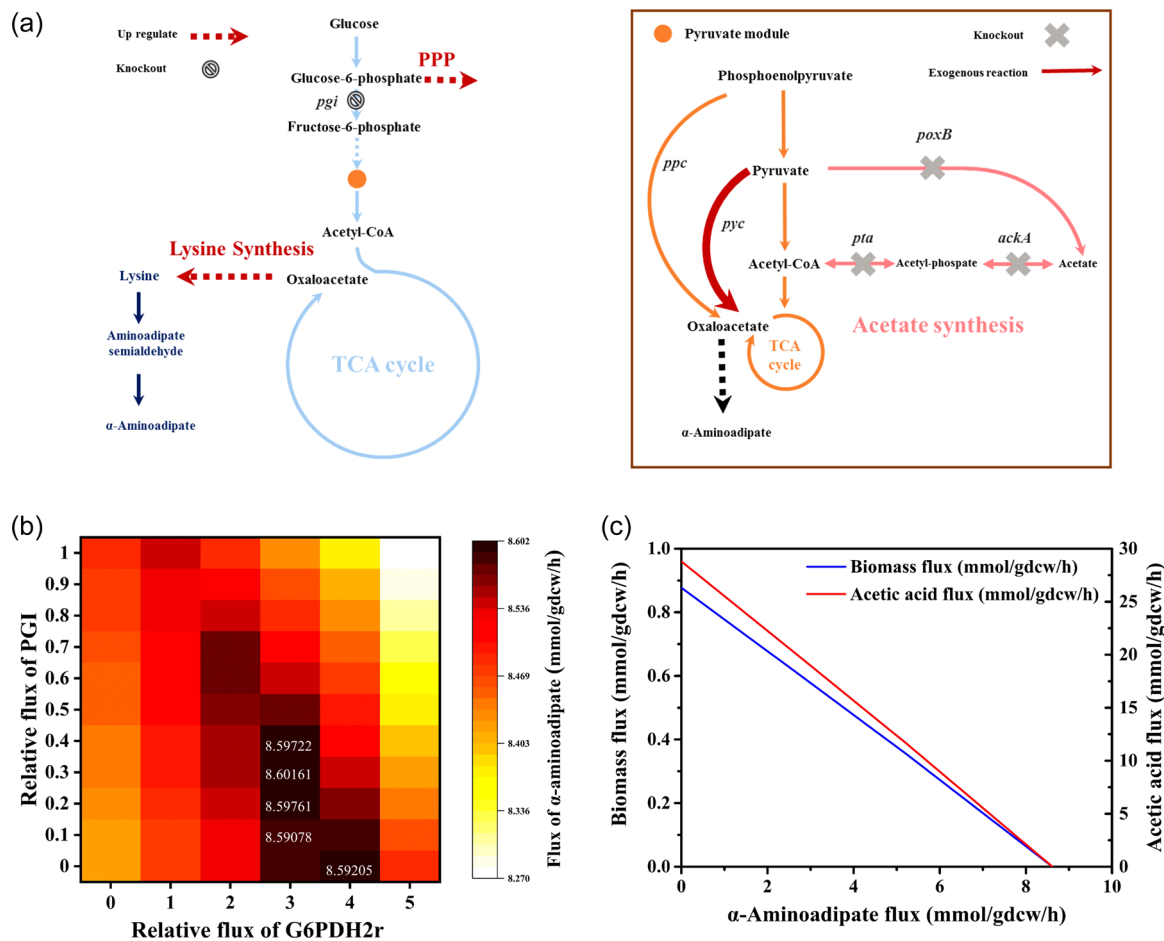 (a)
Up regulate
Knockout
Glucose
Glucose-6-phosphate
PPP
pgi
Fructose-6-phosphate
Acetyl-CoA
Lysine Synthesis
Lysine
Oxaloacetate
Aminoadipate
semialdehyde
TCA cycle
α-Aminoadipate
Pyruvate module
Knockout
Exogenous reaction
Phosphoenolpyruvate
poxB
ppc
Pyruvate
pyc
pta
ackA
Acetyl-CoA
Acetyl-phospate
Acetate
Oxaloacetate
Acetate synthesis
TCA
cycle
α-Aminoadipate
(b)
Relative flux of PGI
1
0.9
0.8
0.7
0.6
0.5
0.4
0.3
0.2
0.1
0
8.59722
8.60161
8.59761
8.59078
8.59205
0 1 2 3 4 5
Relative flux of G6PDH2r
Flux of α-aminoadipate (mmol/gdcw/h)
8.602
8.536
8.469
8.403
8.336
8.270
(c)
Biomass flux (mmol/gdcw/h)
1.0
0.8
0.6
0.4
0.2
0.0
Biomass flux (mmol/gdcw/h)
Acetic acid flux (mmol/gdcw/h)
30
25
20
15
10
5
0
Acetic acid flux (mmol/gdcw/h)
0 2 4 6 8 10
α-Aminoadipate flux (mmol/gdcw/h)